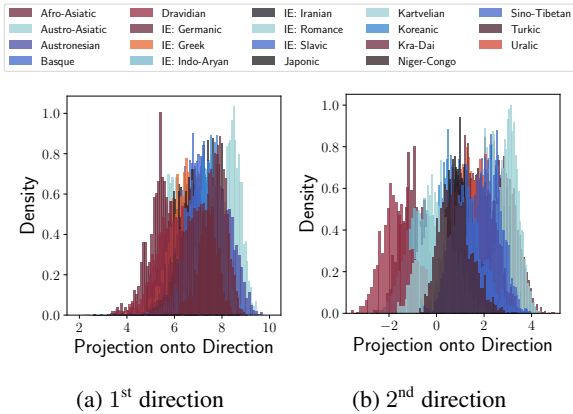 Afro-Asiatic Dravidian IE: Iranian Kartvelian Sino-Tibetan
Austro-Asiatic IE: Germanic IE: Romance Koreanic Turkic
Austronesian IE: Greek IE: Slavic Kra-Dai Uralic
Basque IE: Indo-Aryan Japonic Niger-Congo
1.0
0.8
0.6
0.4
0.2
0.0
Density
2 4 6 8 10
Projection onto Direction
(a) 1st direction
1.0
0.8
0.6
0.4
0.2
0.0
Density
−2 0 2 4
Projection onto Direction
(b) 2nd direction